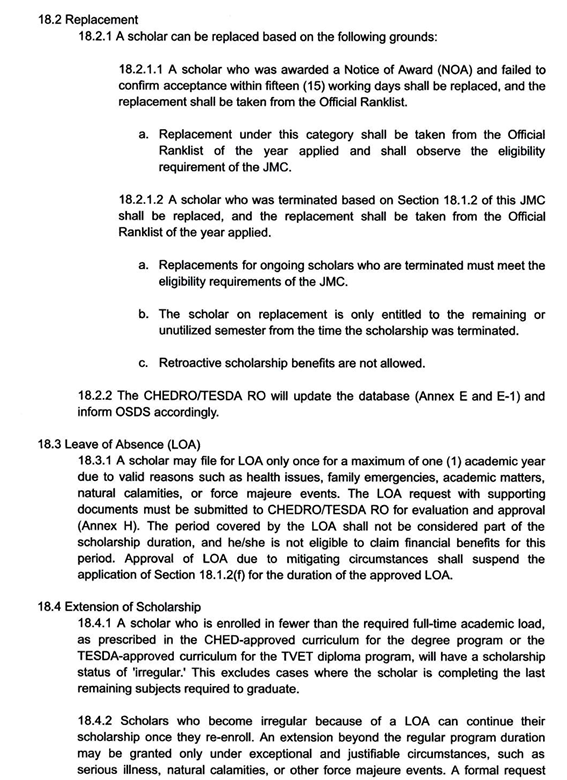 18.2 Replacement
18.2.1 A scholar can be replaced based on the following grounds:
18.2.1.1 A scholar who was awarded a Notice of Award (NOA) and failed to
confirm acceptance within fifteen (15) working days shall be replaced, and the
replacement shall be taken from the Official Ranklist.
a. Replacement under this category shall be taken from the Official
Ranklist of the year applied and shall observe the eligibility
requirement of the JMC.
18.2.1.2 A scholar who was terminated based on Section 18.1.2 of this JMC
shall be replaced, and the replacement shall be taken from the Official
Ranklist of the year applied.
a. Replacements for ongoing scholars who are terminated must meet the
eligibility requirements of the JMC.
b. The scholar on replacement is only entitled to the remaining or
unutilized semester from the time the scholarship was terminated.
c. Retroactive scholarship benefits are not allowed.
18.2.2 The CHEDRO/TESDA RO will update the database (Annex E and E-1) and
inform OSDS accordingly.
18.3 Leave of Absence (LOA)
18.3.1 A scholar may file for LOA only once for a maximum of one (1) academic year
due to valid reasons such as health issues, family emergencies, academic matters,
natural calamities, or force majeure events. The LOA request with supporting
documents must be submitted to CHEDRO/TESDA RO for evaluation and approval
(Annex H). The period covered by the LOA shall not be considered part of the
scholarship duration, and he/she is not eligible to claim financial benefits for this
period. Approval of LOA due to mitigating circumstances shall suspend the
application of Section 18.1.2(f) for the duration of the approved LOA.
18.4 Extension of Scholarship
18.4.1 A scholar who is enrolled in fewer than the required full-time academic load,
as prescribed in the CHED-approved curriculum for the degree program or the
TESDA-approved curriculum for the TVET diploma program, will have a scholarship
status of 'irregular.' This excludes cases where the scholar is completing the last
remaining subjects required to graduate.
18.4.2 Scholars who become irregular because of a LOA can continue their
scholarship once they re-enroll. An extension beyond the regular program duration
may be granted only under exceptional and justifiable circumstances, such as
serious illness, natural calamities, or other force majeure events. A formal request